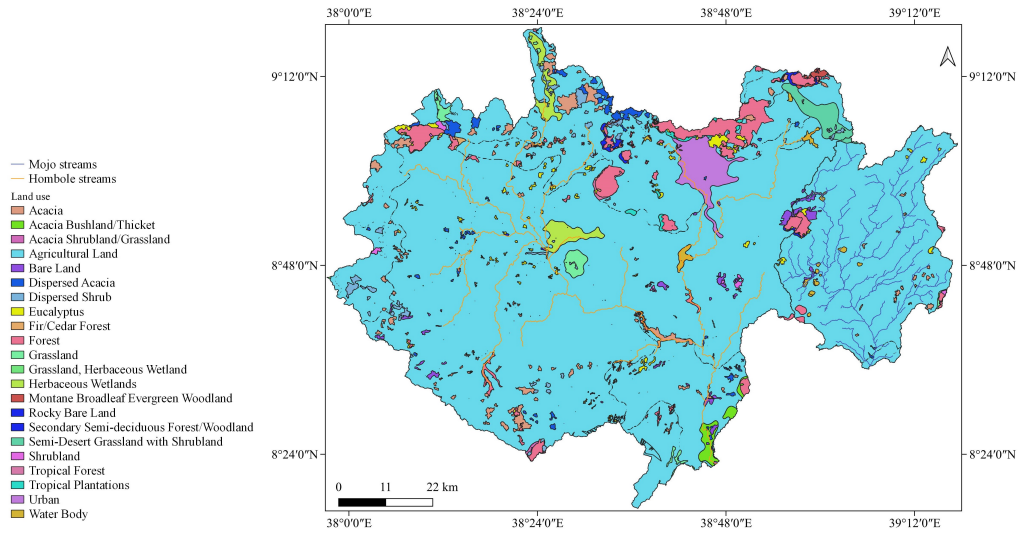 38°0′0″E 38°24′0″E 38°48′0″E 39°12′0″E
9°12′0″N 9°12′0″N
Mojo streams
Hombole streams
Land use
Acacia
Acacia Bushland/Thicket
Acacia Shrubland/Grassland
Agricultural Land
Bare Land
Dispersed Acacia
Dispersed Shrub
Eucalyptus
Fir/Cedar Forest
Forest
Grassland
Grassland, Herbaceous Wetland
Herbaceous Wetlands
Montane Broadleaf Evergreen Woodland
Rocky Bare Land
Secondary Semi-deciduous Forest/Woodland
Semi-Desert Grassland with Shrubland
Shrubland
Tropical Forest
Tropical Plantations
Urban
Water Body
8°48′0″N 8°48′0″N
8°24′0″N 8°24′0″N
0 11 22 km
38°0′0″E 38°24′0″E 38°48′0″E 39°12′0″E